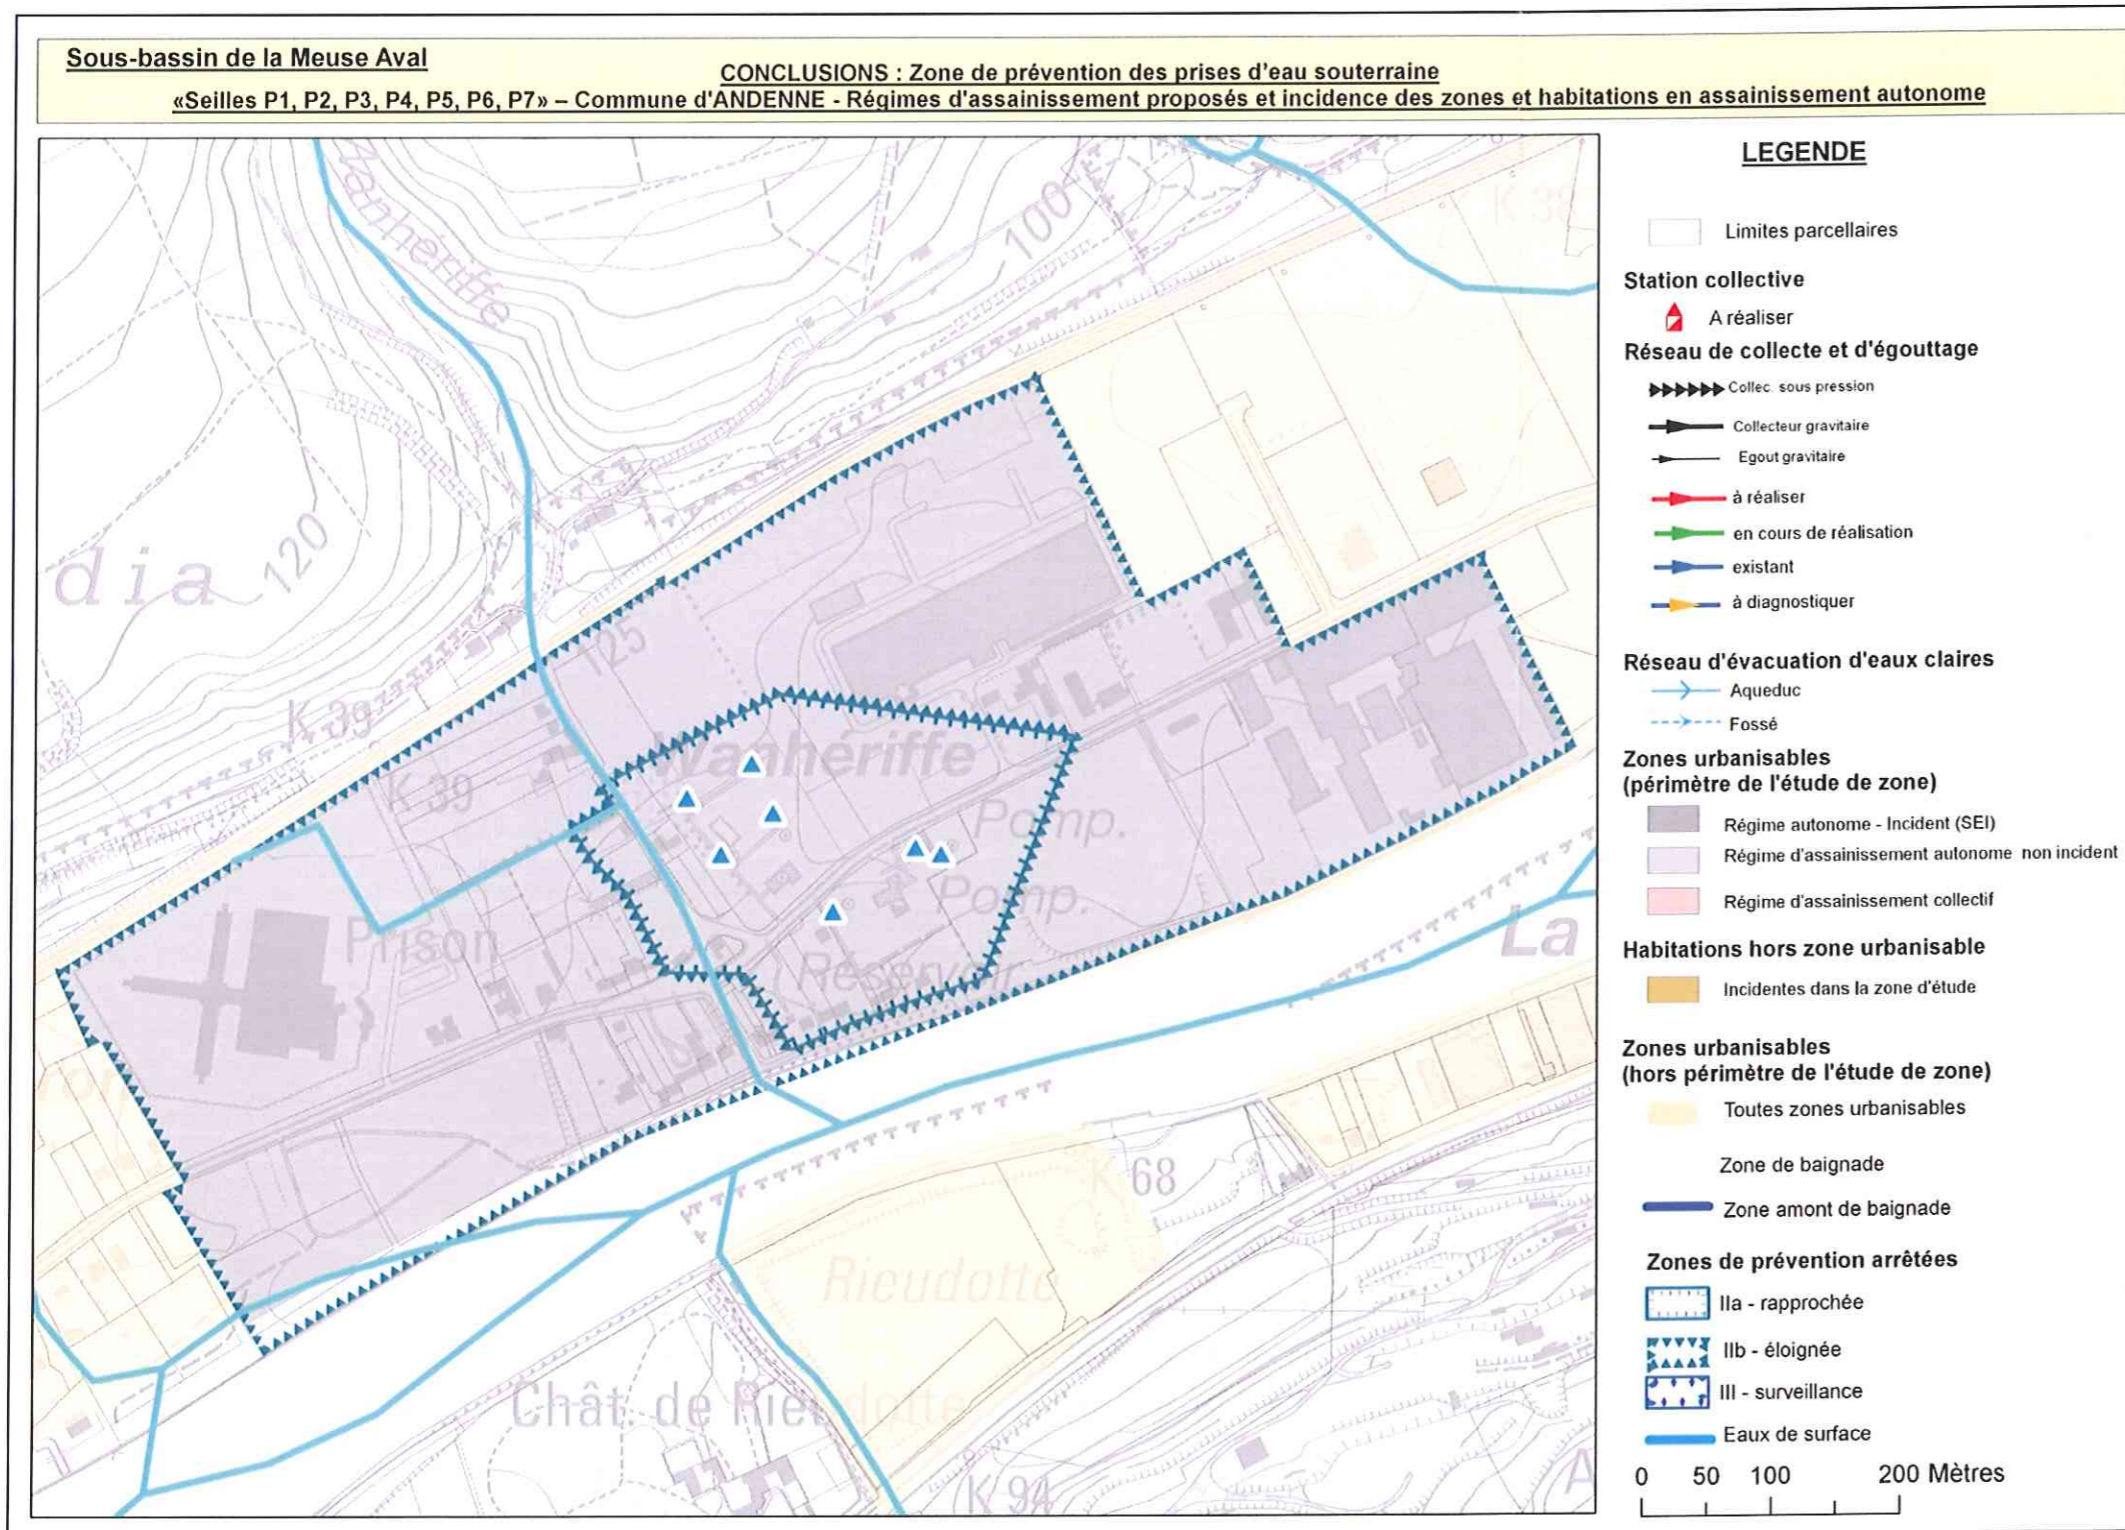 Sous-bassin de la Meuse Aval
CONCLUSIONS : Zone de prévention des prises d'eau souterraine
«Seilles P1, P2, P3, P4, P5, P6, P7» – Commune d'ANDENNE - Régimes d'assainissement proposés et incidence des zones et habitations en assainissement autonome
Wanhériffe
100
K 38
dia
120
125
K 39
K 39
Wanhériffe
Pomp.
Pomp.
Prison
Réservoir
La
K 68
Rieudotte
Chât. de Rieudotte
K 94
A
LEGENDE
Limites parcellaires
Station collective
A réaliser
Réseau de collecte et d'égouttage
Collec. sous pression
Collecteur gravitaire
Egout gravitaire
à réaliser
en cours de réalisation
existant
à diagnostiquer
Réseau d'évacuation d'eaux claires
Aqueduc
Fossé
Zones urbanisables
(périmètre de l'étude de zone)
Régime autonome - Incident (SEI)
Régime d'assainissement autonome non incident
Régime d'assainissement collectif
Habitations hors zone urbanisable
Incidentes dans la zone d'étude
Zones urbanisables
(hors périmètre de l'étude de zone)
Toutes zones urbanisables
Zone de baignade
Zone amont de baignade
Zones de prévention arrêtées
IIa - rapprochée
IIb - éloignée
III - surveillance
Eaux de surface
0 50 100 200 Mètres